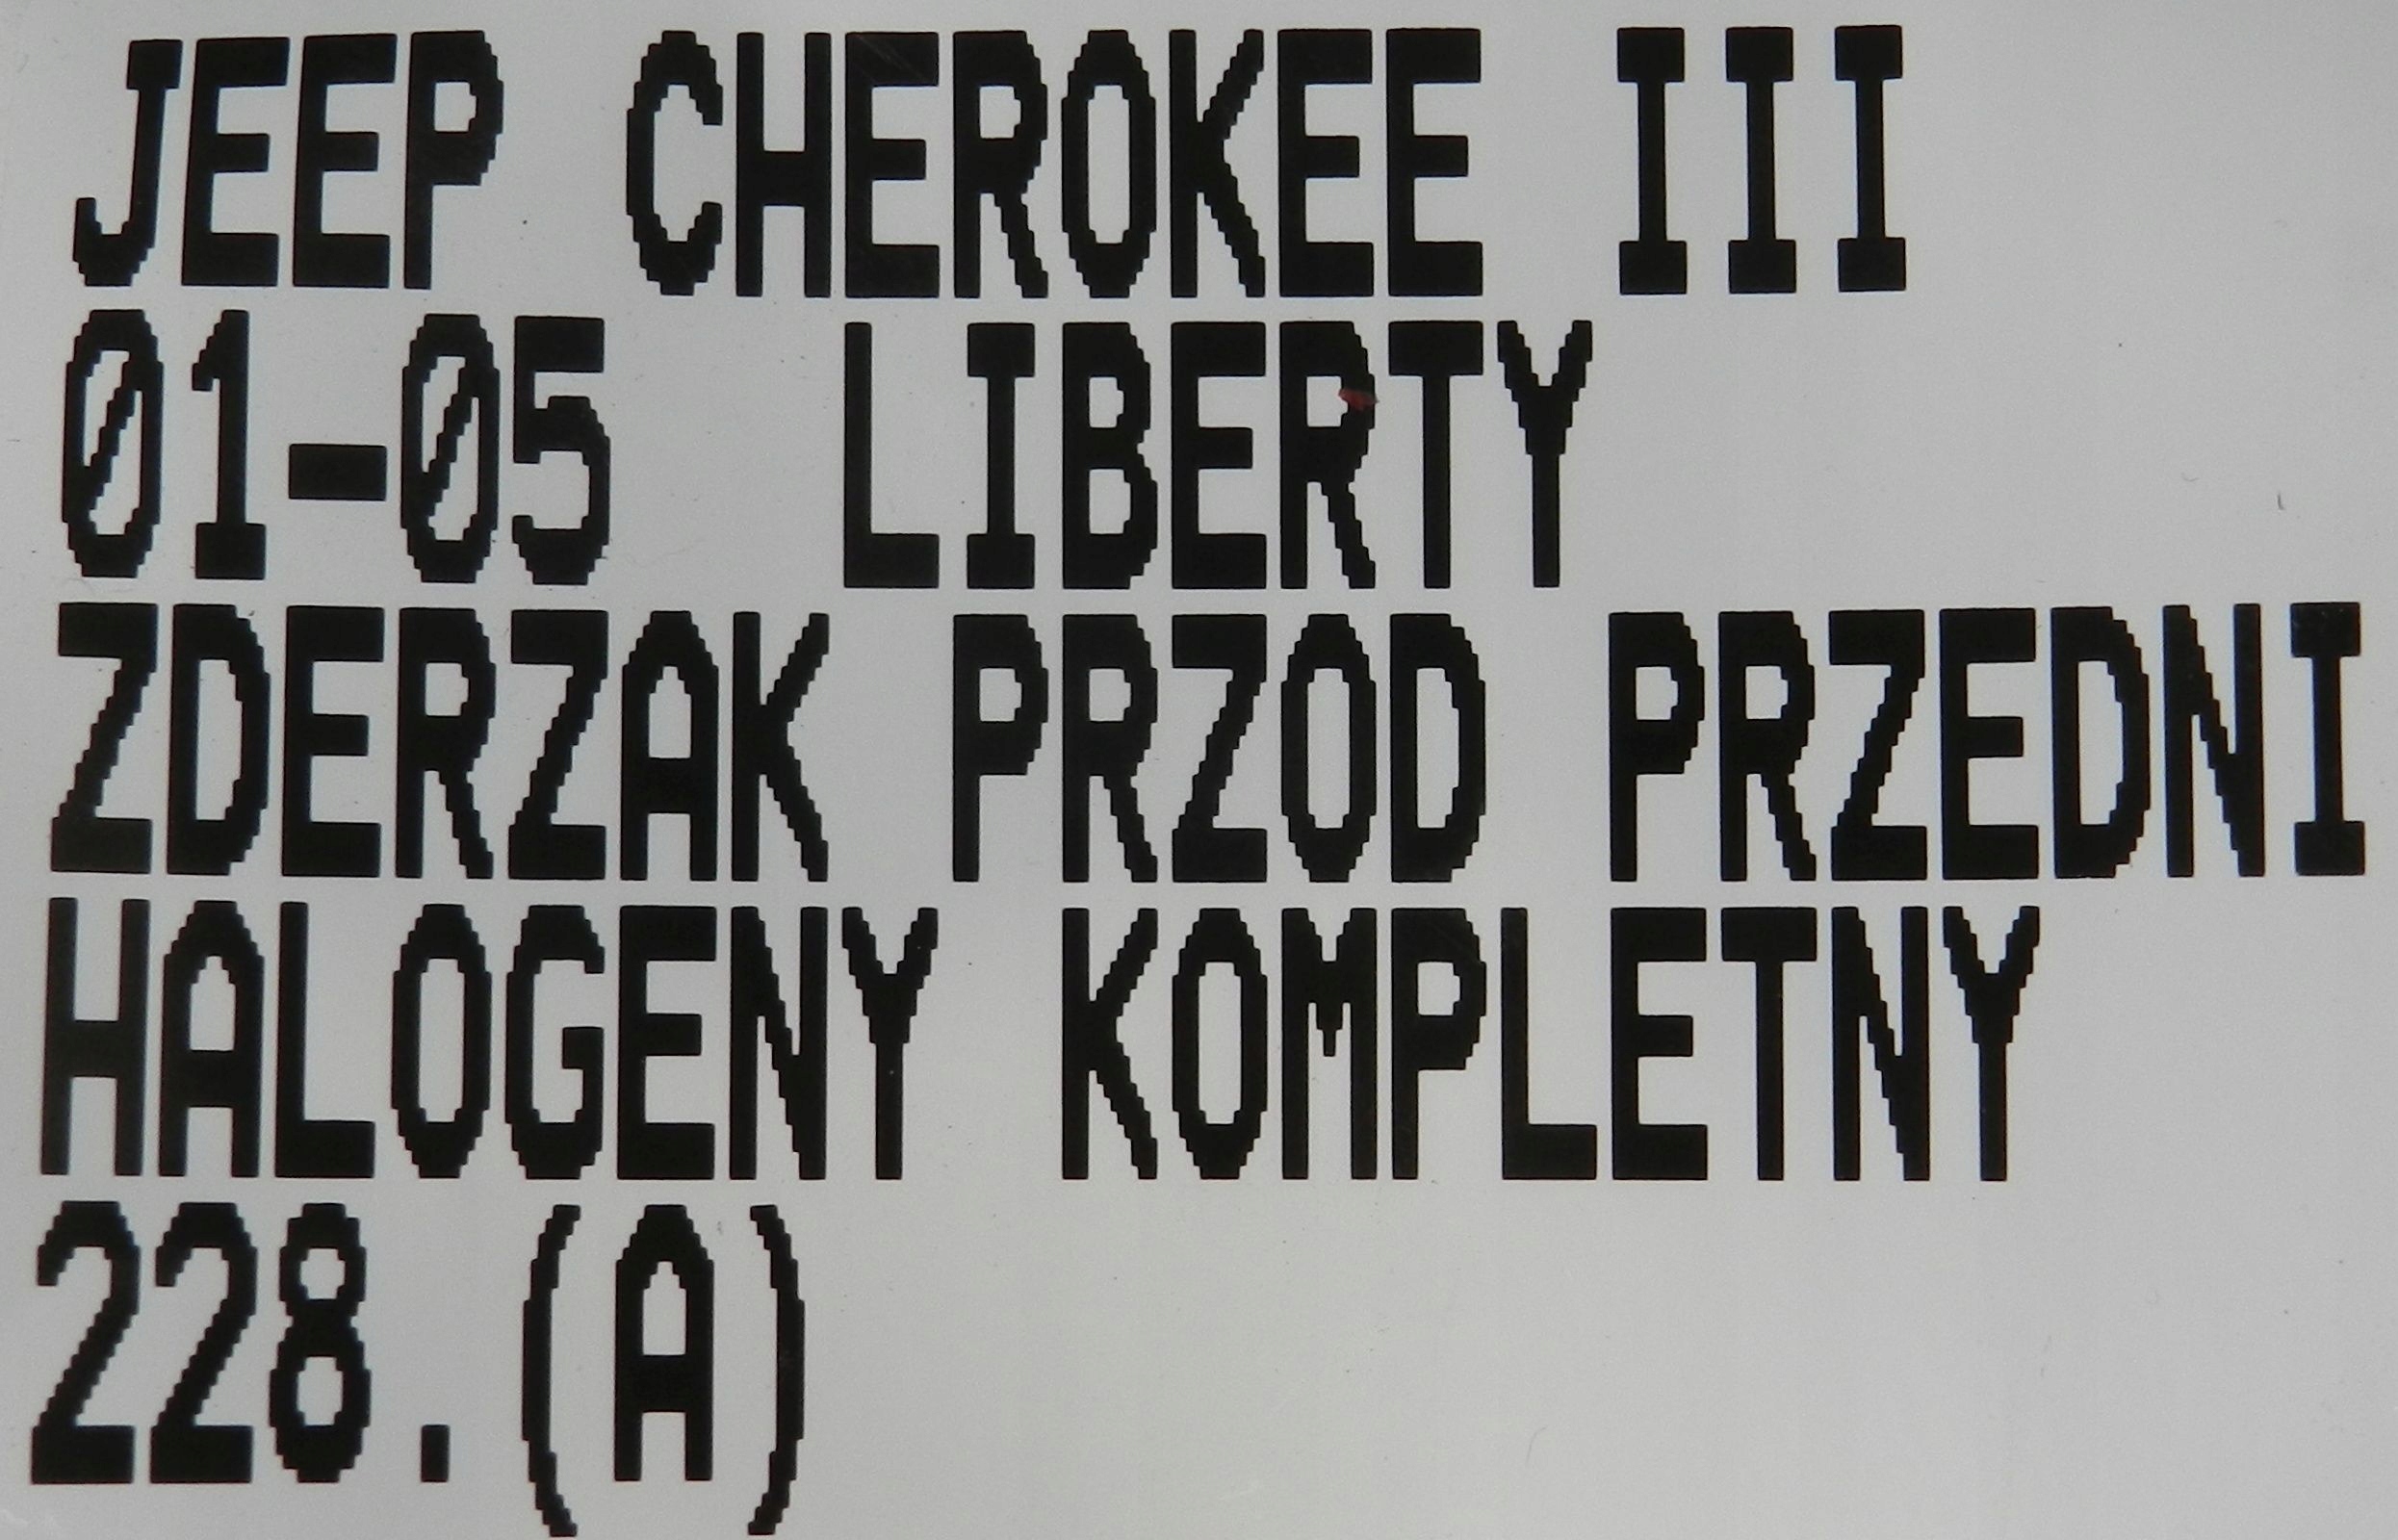 JEEP CHEROKEE III
01-05 LIBERTY
ZDERZAK PRZOD PRZEDNI
HALOGENY KOMPLETNY
228.(A)